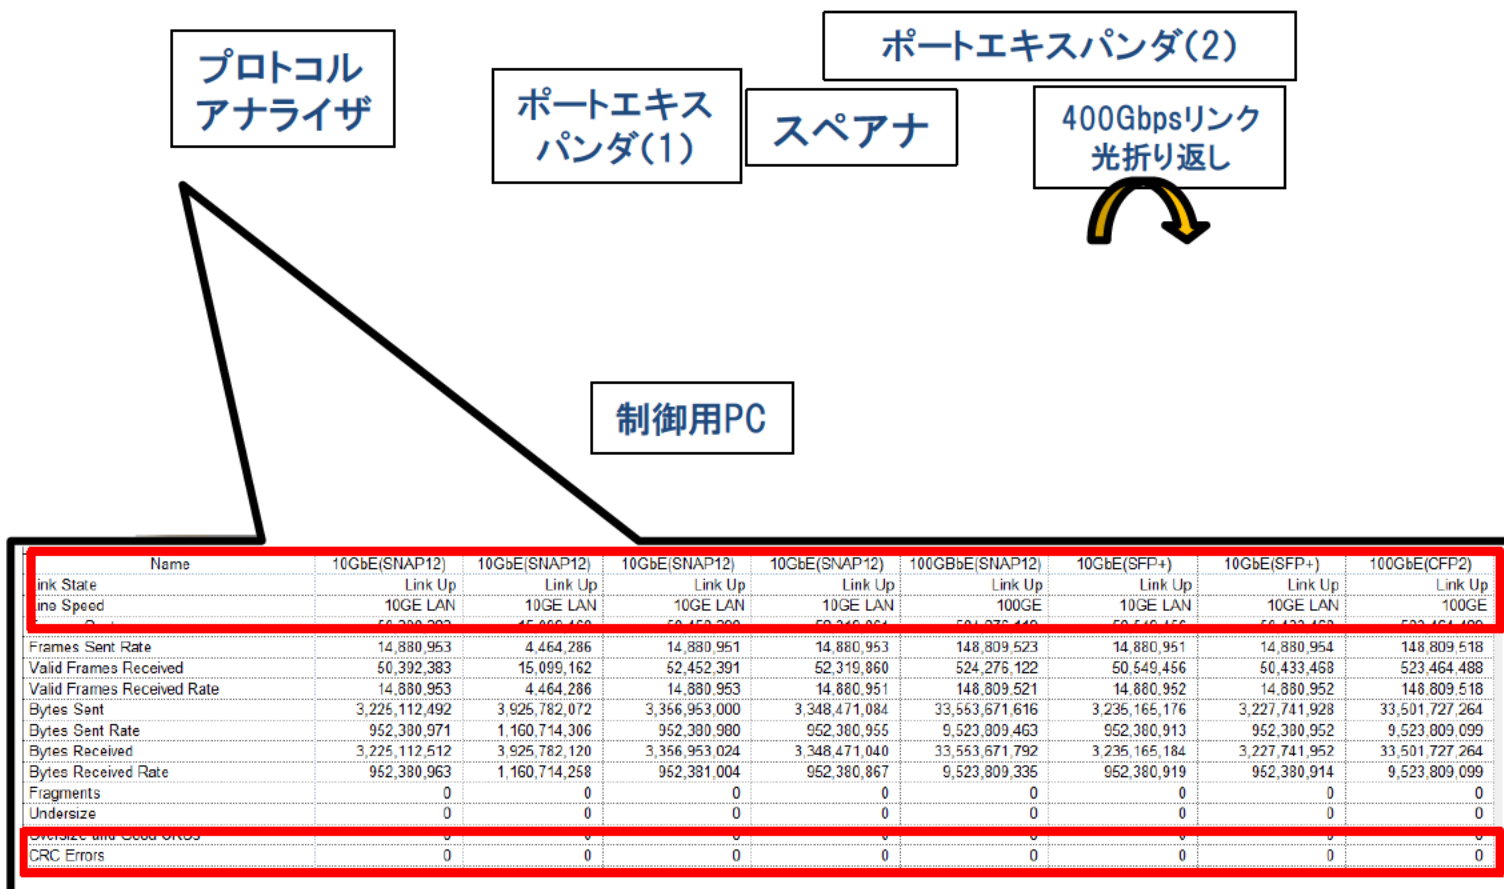 プロトコル
アナライザ
ポートエキス
パンダ(1)
スペアナ
ポートエキスパンダ(2)
400Gbpsリンク
光折り返し
制御用PC
Name 10GbE(SNAP12) 10GbE(SNAP12) 10GbE(SNAP12) 10GbE(SNAP12) 100GBbE(SNAP12) 10GbE(SFP+) 10GbE(SFP+) 100GbE(CFP2)
Link State Link Up Link Up Link Up Link Up Link Up Link Up Link Up Link Up
Line Speed 10GE LAN 10GE LAN 10GE LAN 10GE LAN 100GE 10GE LAN 10GE LAN 100GE
Frames Sent Rate 14,880,953 4,464,286 14,880,951 14,880,953 148,809,523 14,880,951 14,880,954 148,809,518
Valid Frames Received 50,392,383 15,099,162 52,452,391 52,319,860 524,276,122 50,549,456 50,433,468 523,464,488
Valid Frames Received Rate 14,880,953 4,464,286 14,880,953 14,880,951 148,809,521 14,880,952 14,880,952 148,809,518
Bytes Sent 3,225,112,492 3,925,782,072 3,356,953,000 3,348,471,084 33,553,671,616 3,235,165,176 3,227,741,928 33,501,727,264
Bytes Sent Rate 952,380,971 1,160,714,306 952,380,980 952,380,955 9,523,809,463 952,380,913 952,380,952 9,523,809,099
Bytes Received 3,225,112,512 3,925,782,120 3,356,953,024 3,348,471,040 33,553,671,792 3,235,165,184 3,227,741,952 33,501,727,264
Bytes Received Rate 952,380,963 1,160,714,258 952,381,004 952,380,867 9,523,809,335 952,380,919 952,380,914 9,523,809,099
Fragments 0 0 0 0 0 0 0 0
Undersize 0 0 0 0 0 0 0 0
CRC Errors 0 0 0 0 0 0 0 0